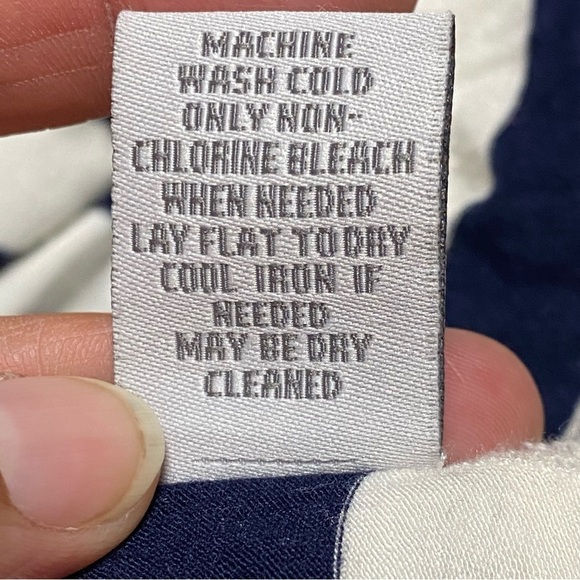 MACHINE
WASH COLD
ONLY NON-
CHLORINE BLEACH
WHEN NEEDED
LAY FLAT TO DRY
COOL IRON IF
NEEDED
MAY BE DRY
CLEANED